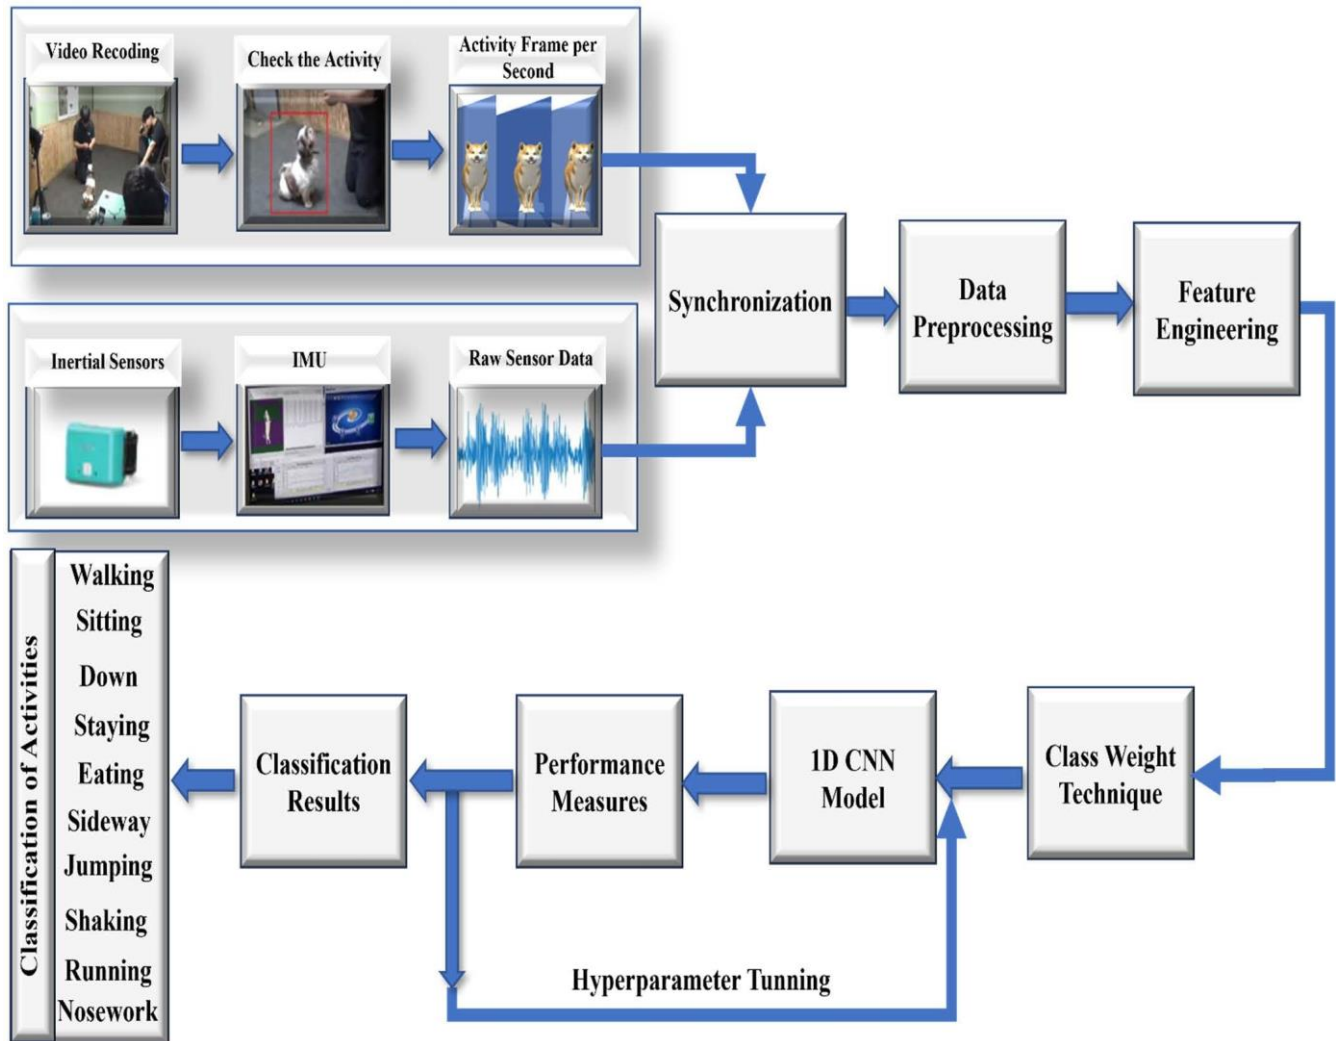 Video Recoding
Check the Activity
Activity Frame per
Second
Inertial Sensors
IMU
Raw Sensor Data
Synchronization
Data
Preprocessing
Feature
Engineering
Class Weight
Technique
1D CNN
Model
Performance
Measures
Classification
Results
Hyperparameter Tunning
Classification of Activities
Walking
Sitting
Down
Staying
Eating
Sideway
Jumping
Shaking
Running
Nosework